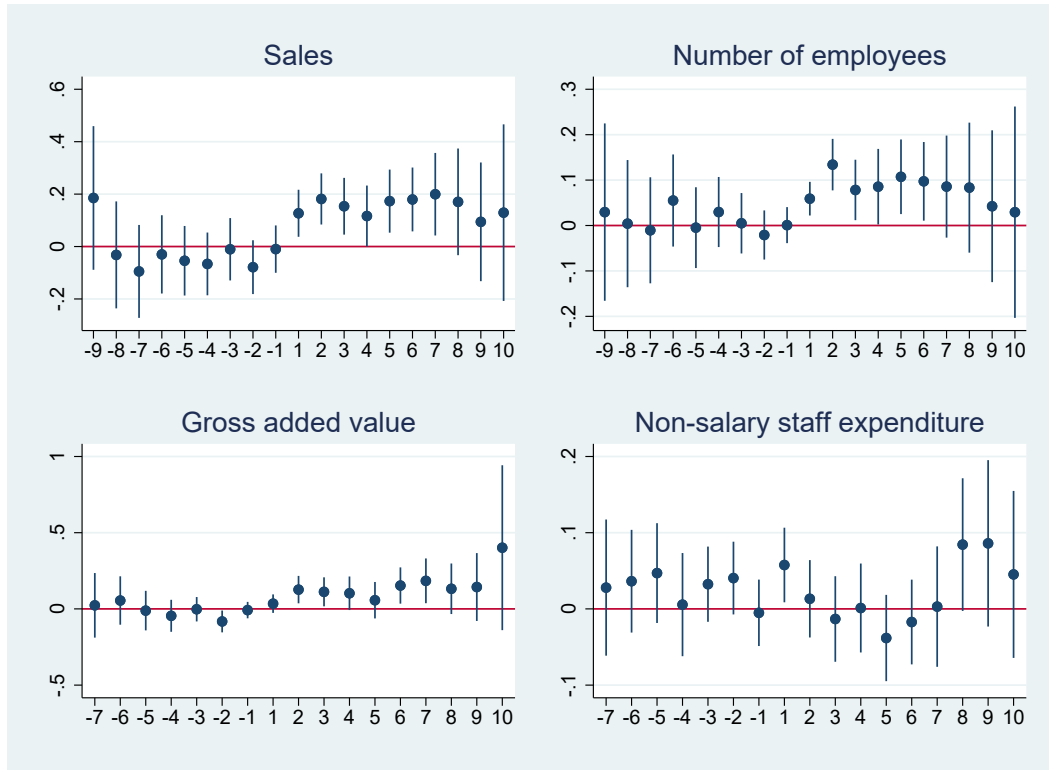 Sales
.6
.4
.2
0
-.2
-9 -8 -7 -6 -5 -4 -3 -2 -1 1 2 3 4 5 6 7 8 9 10
Number of employees
.3
.2
.1
0
-.1
-.2
-9 -8 -7 -6 -5 -4 -3 -2 -1 1 2 3 4 5 6 7 8 9 10
Gross added value
1
.5
0
-.5
-7 -6 -5 -4 -3 -2 -1 1 2 3 4 5 6 7 8 9 10
Non-salary staff expenditure
.2
.1
0
-.1
-7 -6 -5 -4 -3 -2 -1 1 2 3 4 5 6 7 8 9 10